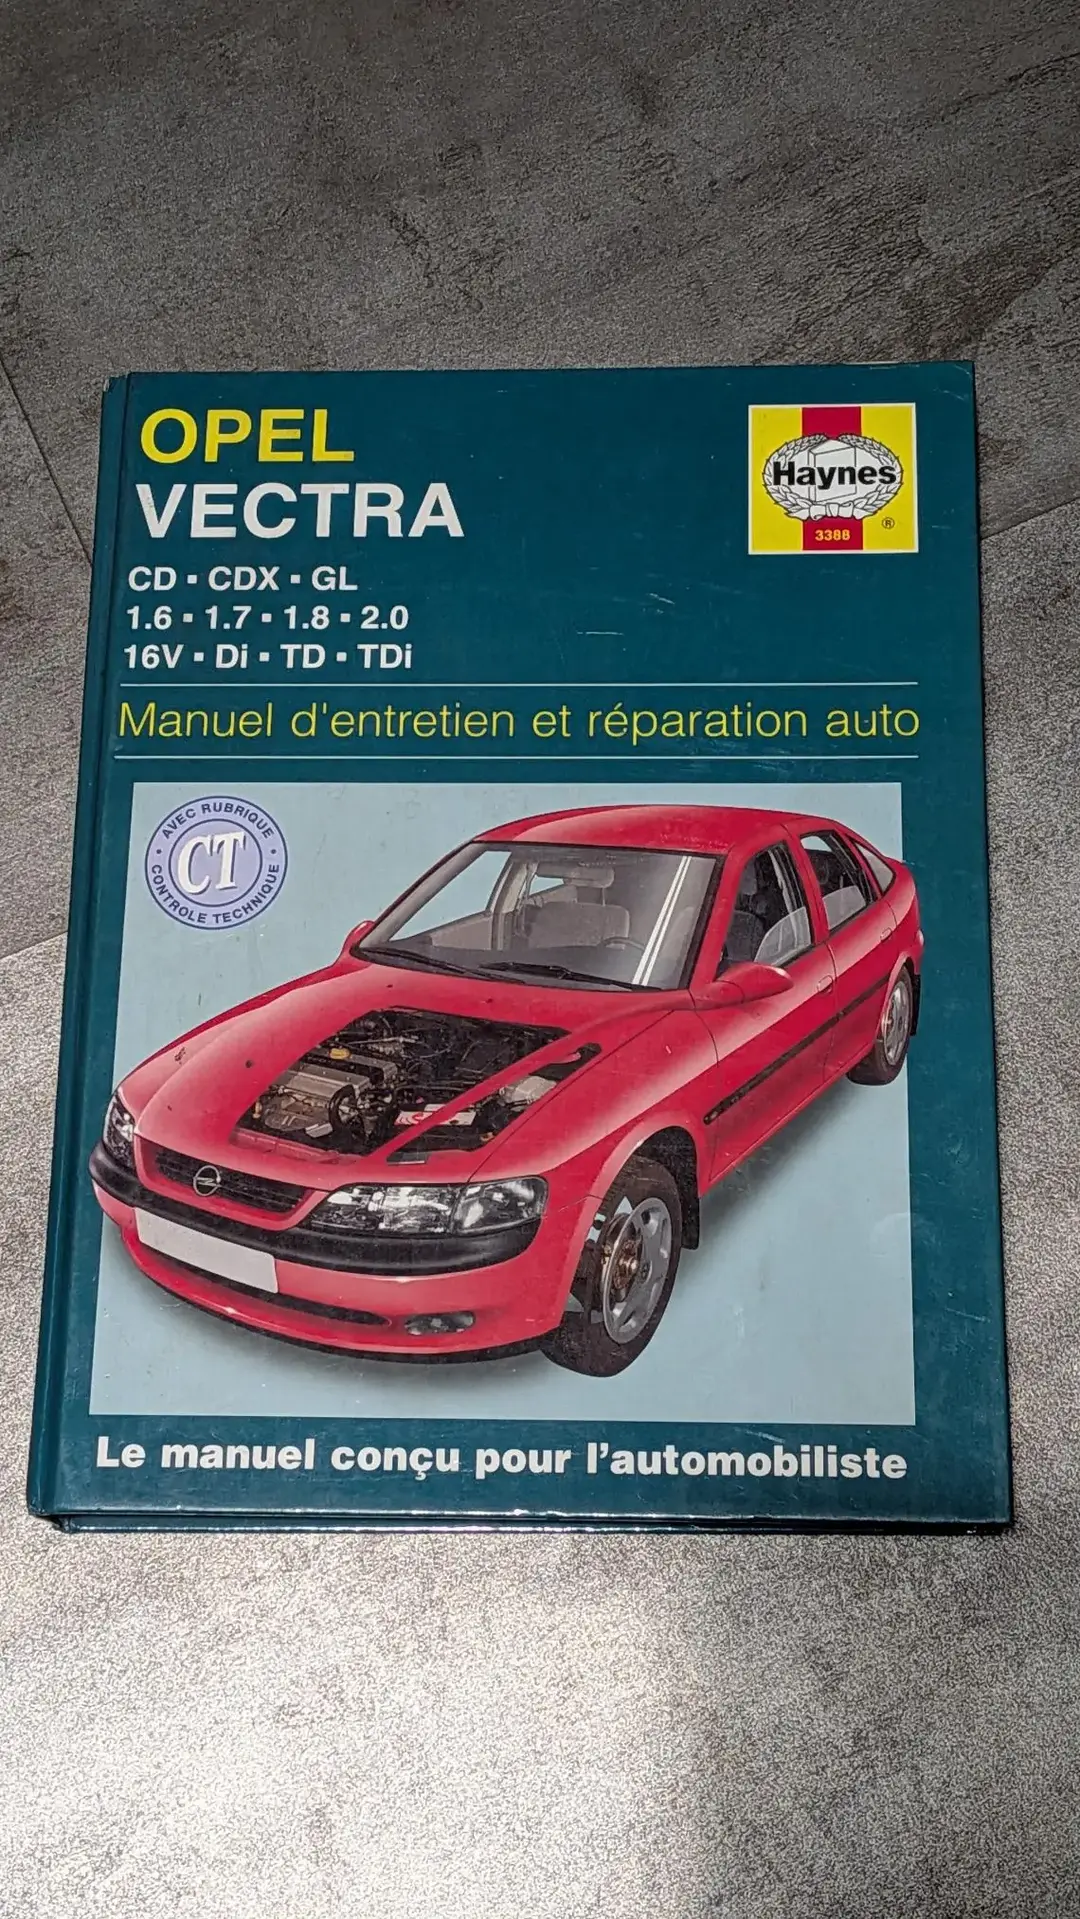 OPEL
VECTRA
CD ▪ CDX ▪ GL
1.6 ▪ 1.7 ▪ 1.8 ▪ 2.0
16V ▪ Di ▪ TD ▪ TDi
Haynes
®
3388
Manuel d'entretien et réparation auto
AVEC RUBRIQUE
CT
CONTROLE TECHNIQUE
Le manuel conçu pour l’automobiliste